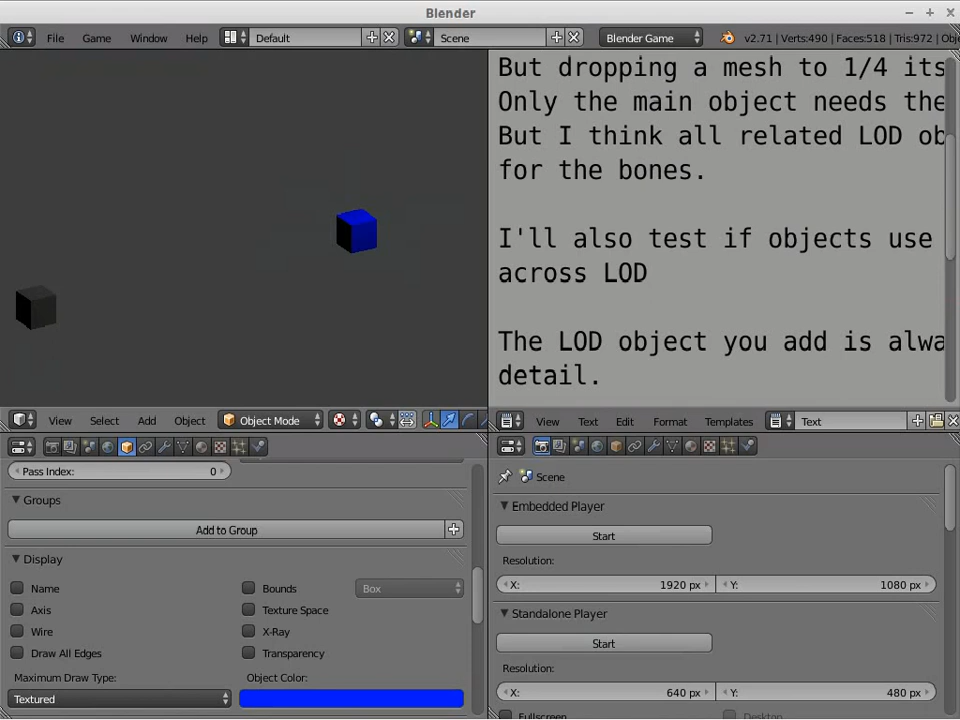 Blender
File Game Window Help Default Scene Blender Game v2.71 | Verts:490 | Faces:518 | Tris:972 | Obje
But dropping a mesh to 1/4 its
Only the main object needs the
But I think all related LOD ob
for the bones.
I'll also test if objects use
across LOD
The LOD object you add is alwa
detail.
View Select Add Object Object Mode
View Text Edit Format Templates Text
Pass Index: 0
Groups
Add to Group
Display
Name Bounds Box
Axis Texture Space
Wire X-Ray
Draw All Edges Transparency
Maximum Draw Type: Object Color:
Textured
Scene
Embedded Player
Start
Resolution:
X: 1920 px Y: 1080 px
Standalone Player
Start
Resolution:
X: 640 px Y: 480 px
Fullscreen Desktop